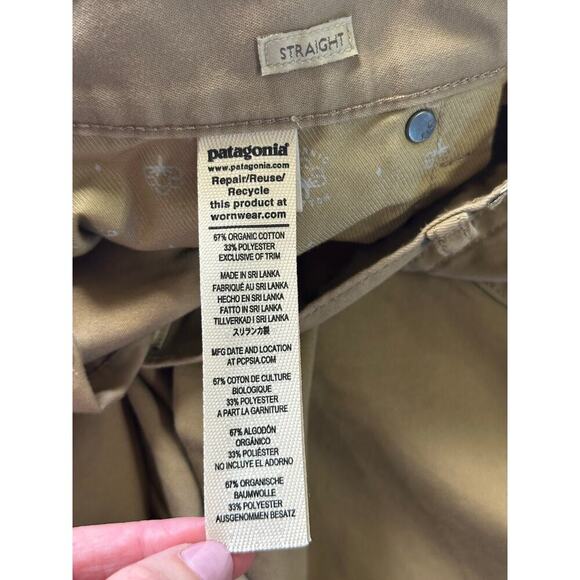 STRAIGHT
patagonia®
www.patagonia.com
Repair/Reuse/
Recycle
this product at
wornwear.com
67% ORGANIC COTTON
33% POLYESTER
EXCLUSIVE OF TRIM
MADE IN SRI LANKA
FABRIQUÉ AU SRI LANKA
HECHO EN SRI LANKA
FATTO IN SRI LANKA
TILLVERKAD I SRI LANKA
スリランカ製
MFG DATE AND LOCATION
AT PCPSIA.COM
67% COTON DE CULTURE
BIOLOGIQUE
33% POLYESTER
A PART LA GARNITURE
67% ALGODÓN
ORGÁNICO
33% POLIÉSTER
NO INCLUYE EL ADORNO
67% ORGANISCHE
BAUMWOLLE
33% POLYESTER
AUSGENOMMEN BESATZ